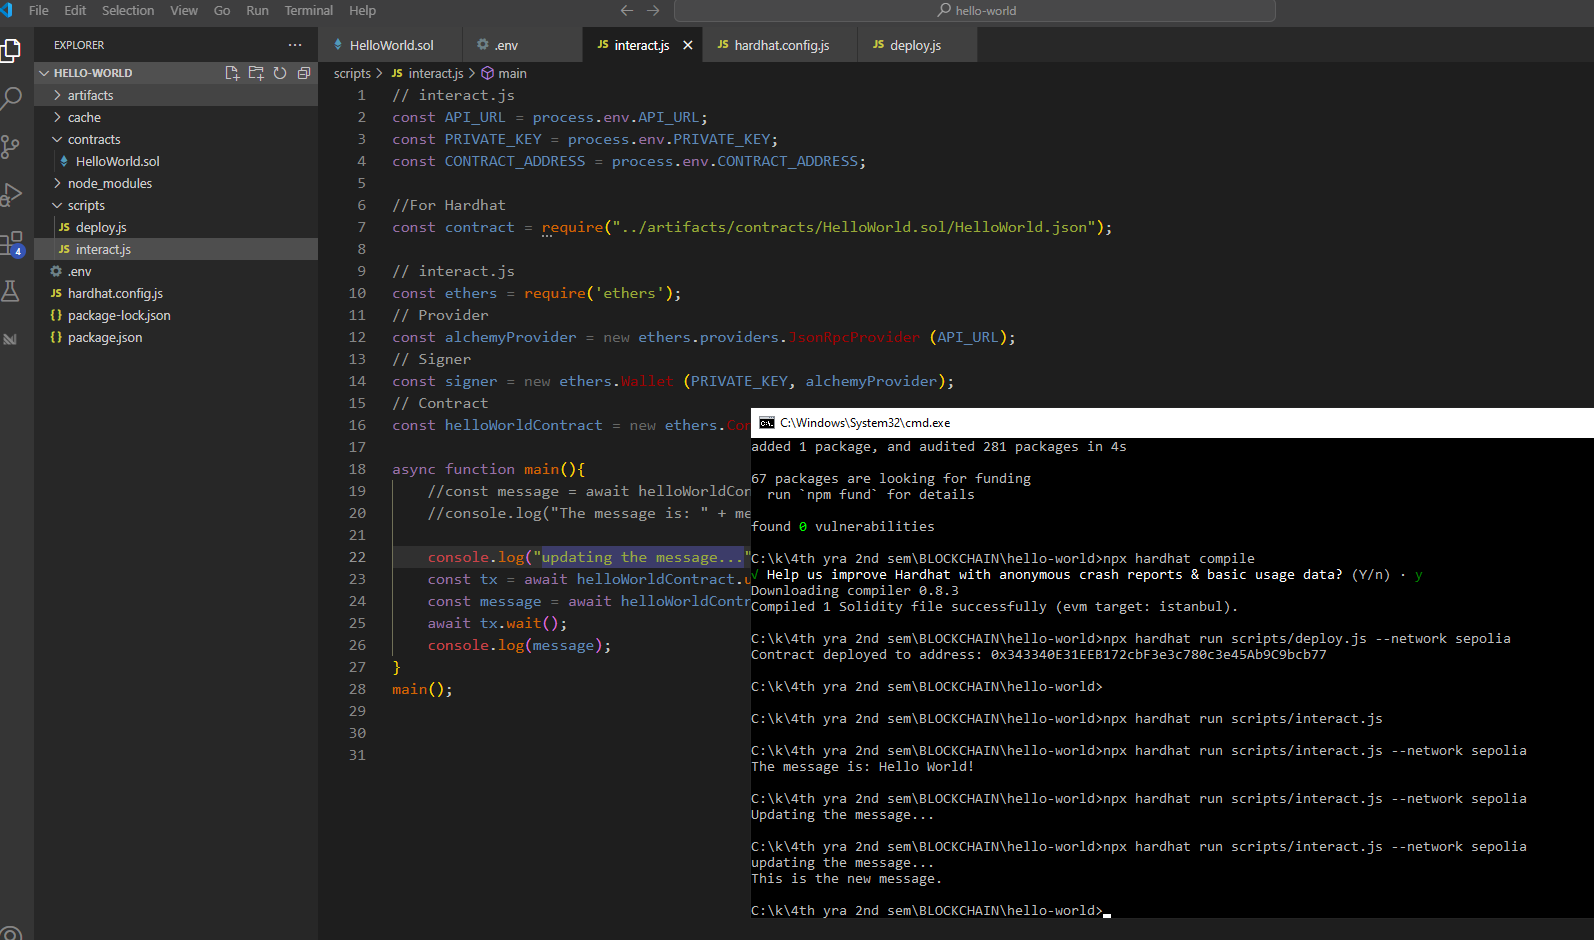 File Edit Selection View Go Run Terminal Help
hello-world
EXPLORER
HELLO-WORLD
artifacts
cache
contracts
HelloWorld.sol
node_modules
scripts
JS deploy.js
JS interact.js
.env
JS hardhat.config.js
{} package-lock.json
{} package.json
4
HelloWorld.sol
.env
JS interact.js
JS hardhat.config.js
JS deploy.js
scripts > JS interact.js > main
1 // interact.js
2 const API_URL = process.env.API_URL;
3 const PRIVATE_KEY = process.env.PRIVATE_KEY;
4 const CONTRACT_ADDRESS = process.env.CONTRACT_ADDRESS;
5
6 //For Hardhat
7 const contract = require("../artifacts/contracts/HelloWorld.sol/HelloWorld.json");
8
9 // interact.js
10 const ethers = require('ethers');
11 // Provider
12 const alchemyProvider = new ethers.providers.JsonRpcProvider (API_URL);
13 // Signer
14 const signer = new ethers.Wallet (PRIVATE_KEY, alchemyProvider);
15 // Contract
16 const helloWorldContract = new ethers.Con
17
18 async function main(){
19 //const message = await helloWorldCon
20 //console.log("The message is: " + me
21
22 console.log("updating the message..."
23 const tx = await helloWorldContract.u
24 const message = await helloWorldContr
25 await tx.wait();
26 console.log(message);
27 }
28 main();
29
30
31
C:\Windows\System32\cmd.exe
added 1 package, and audited 281 packages in 4s
67 packages are looking for funding
run `npm fund` for details
found 0 vulnerabilities
C:\k\4th yra 2nd sem\BLOCKCHAIN\hello-world>npx hardhat compile
√ Help us improve Hardhat with anonymous crash reports & basic usage data? (Y/n) · y
Downloading compiler 0.8.3
Compiled 1 Solidity file successfully (evm target: istanbul).
C:\k\4th yra 2nd sem\BLOCKCHAIN\hello-world>npx hardhat run scripts/deploy.js --network sepolia
Contract deployed to address: 0x343340E31EEB172cbF3e3c780c3e45Ab9C9bcb77
C:\k\4th yra 2nd sem\BLOCKCHAIN\hello-world>
C:\k\4th yra 2nd sem\BLOCKCHAIN\hello-world>npx hardhat run scripts/interact.js
C:\k\4th yra 2nd sem\BLOCKCHAIN\hello-world>npx hardhat run scripts/interact.js --network sepolia
The message is: Hello World!
C:\k\4th yra 2nd sem\BLOCKCHAIN\hello-world>npx hardhat run scripts/interact.js --network sepolia
Updating the message...
C:\k\4th yra 2nd sem\BLOCKCHAIN\hello-world>npx hardhat run scripts/interact.js --network sepolia
updating the message...
This is the new message.
C:\k\4th yra 2nd sem\BLOCKCHAIN\hello-world>